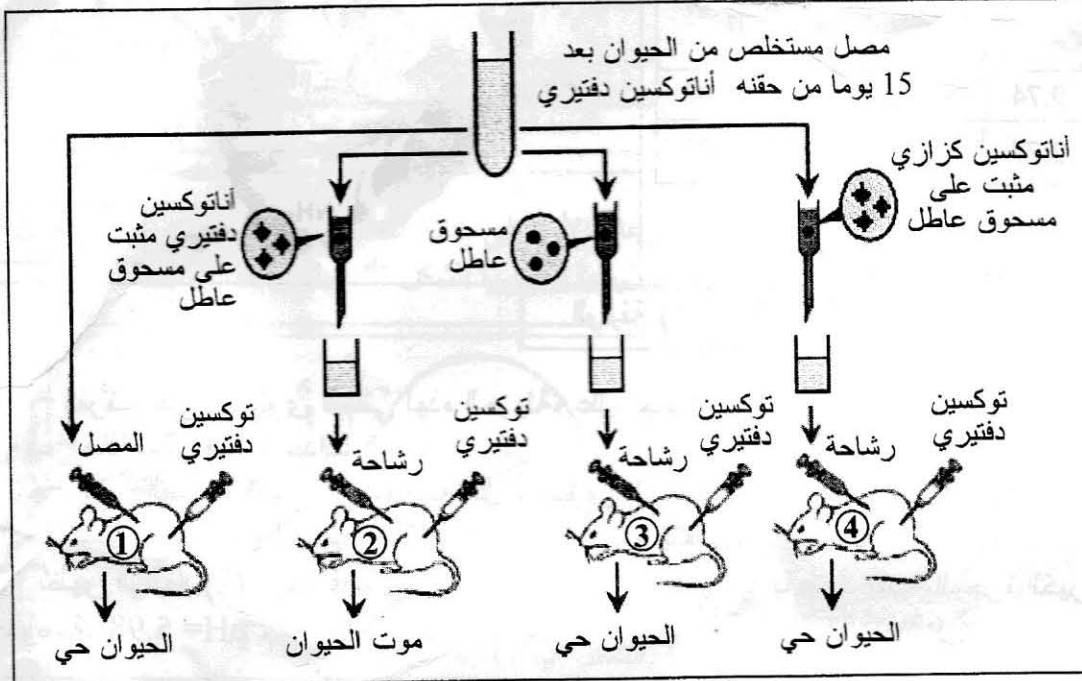 مصل مستخلص من الحيوان بعد
15 يوما من حقنه أناتوكسين دفتيري
أناتوكسين كزازي
مثبت على
مسحوق عاطل
مسحوق
عاطل
أناتوكسين
دفتيري مثبت
على مسحوق
عاطل
المصل
توكسين
دفتيري
رشاحة
توكسين
دفتيري
رشاحة
توكسين
دفتيري
رشاحة
توكسين
دفتيري
1
2
3
4
الحيوان حي
موت الحيوان
الحيوان حي
الحيوان حي
9.74